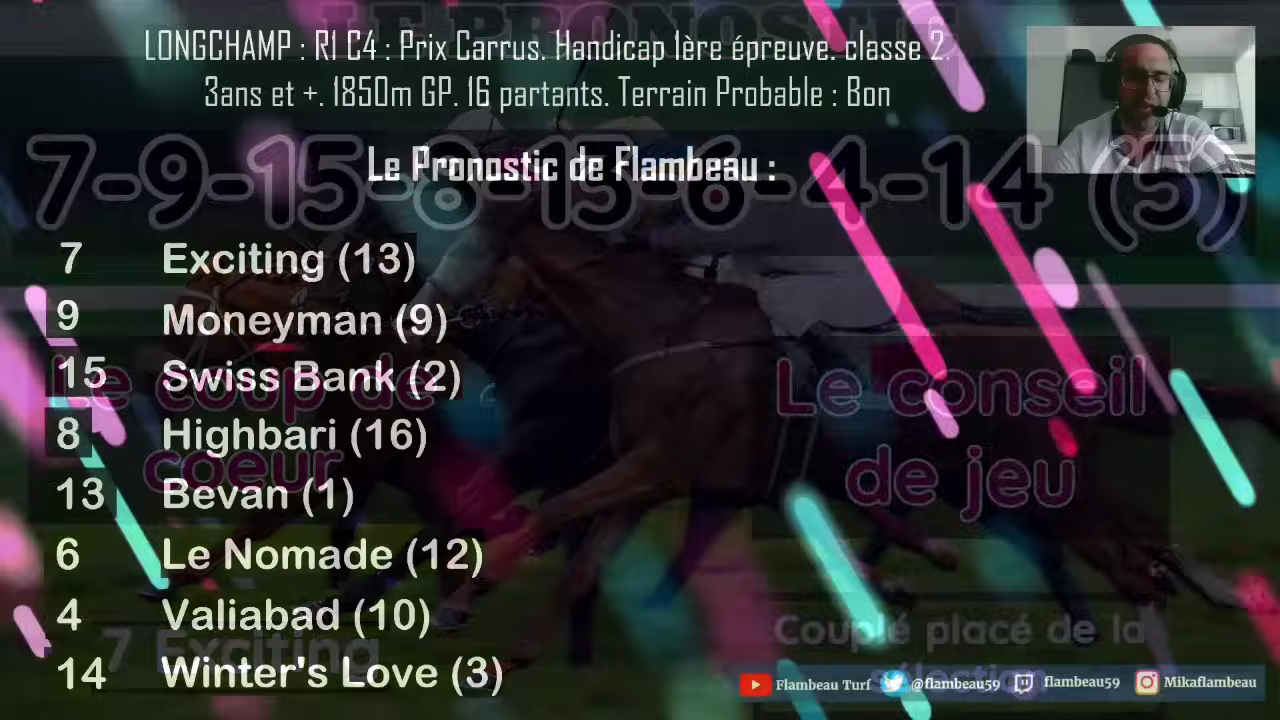 LE PRONOSTIC
LONGCHAMP : R1 C4 : Prix Carrus. Handicap 1ère épreuve. classe 2.
3ans et +. 1850m GP. 16 partants. Terrain Probable : Bon
Le Pronostic de Flambeau :
7-9-15-8-13-6-4-14 (5)
7 Exciting (13)
9 Moneyman (9)
15 Swiss Bank (2)
8 Highbari (16)
13 Bevan (1)
6 Le Nomade (12)
4 Valiabad (10)
14 Winter's Love (3)
Le coup de
coeur
7 Exciting
Le conseil
de jeu
Couplé placé de la
sélection
Flambeau Turf @flambeau59 flambeau59 Mikaflambeau